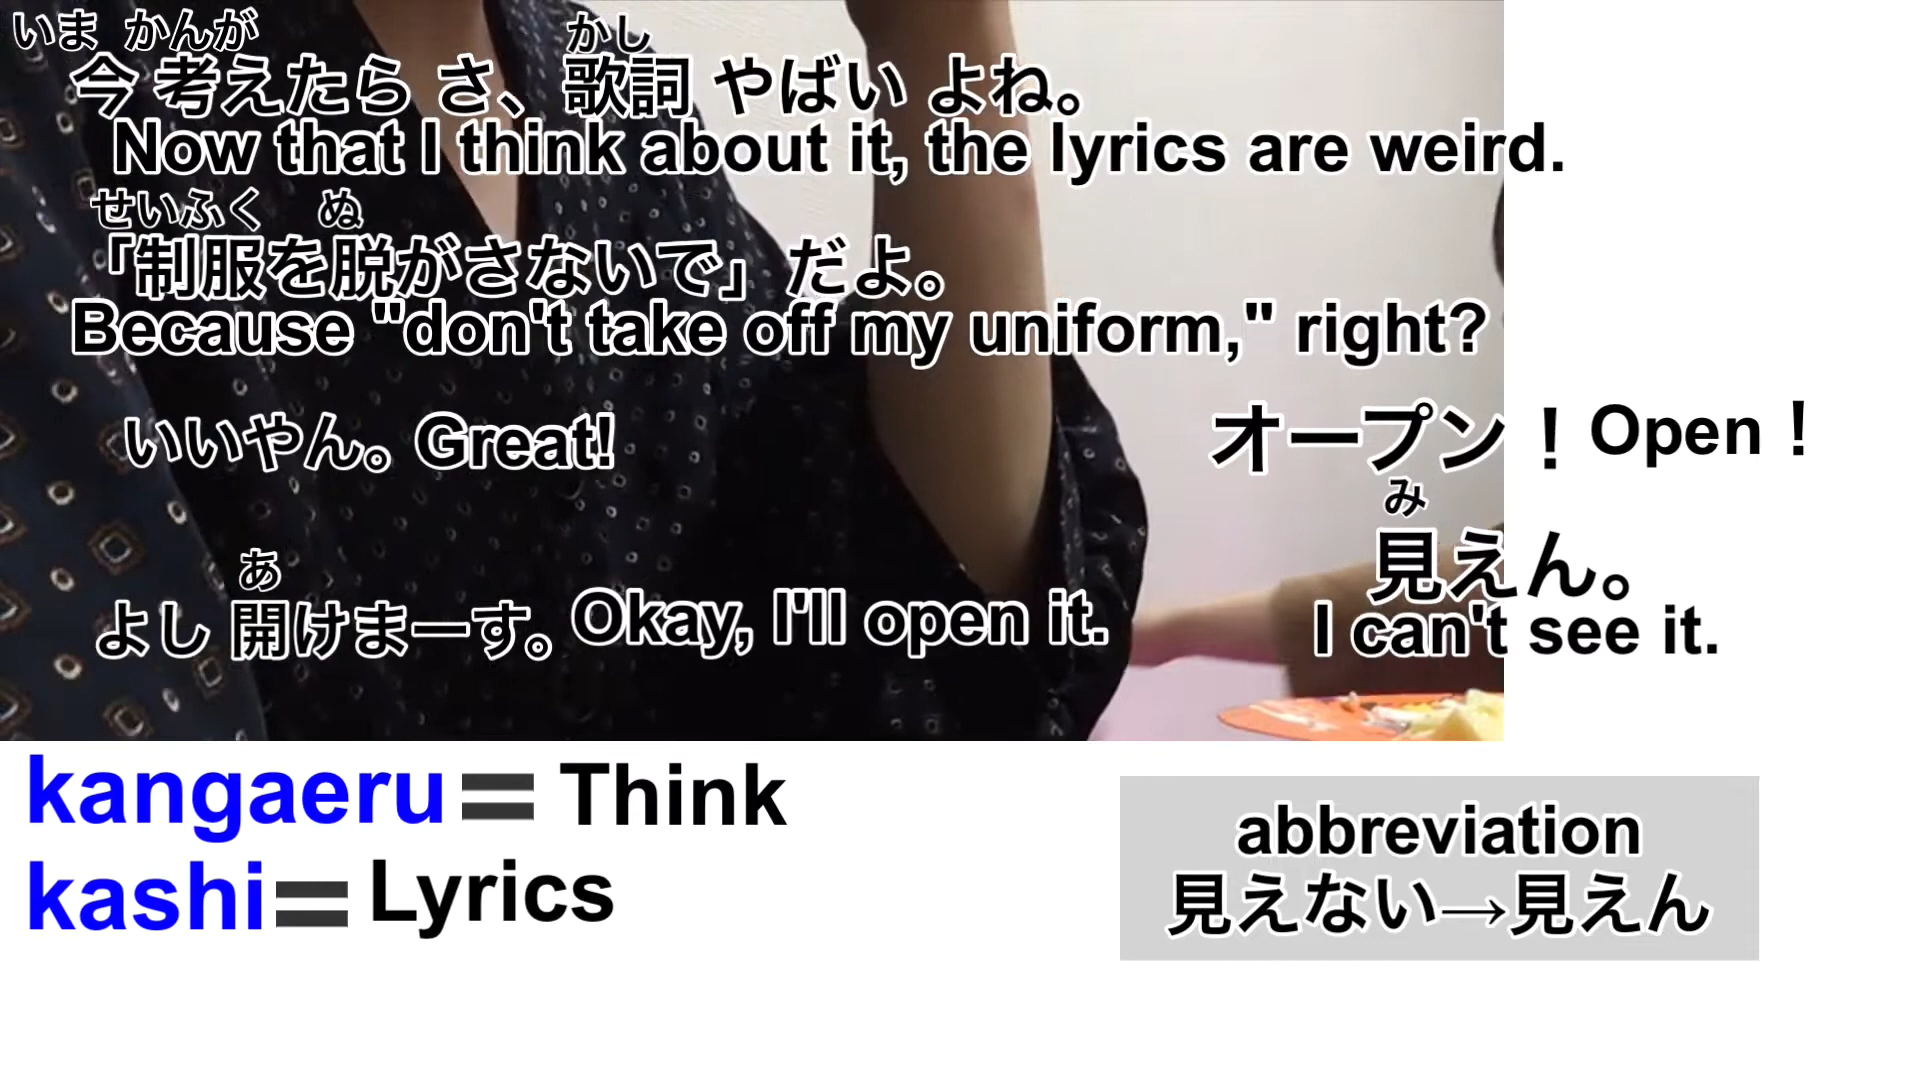 いま かんが かし
今 考えたら さ、歌詞 やばい よね。
Now that I think about it, the lyrics are weird.
せいふく ぬ
「制服を脱がさないで」だよ。
Because "don't take off my uniform," right?
いいやん。Great!
オープン！Open！
み
見えん。
I can't see it.
あ
よし 開けまーす。Okay, I'll open it.
kangaeru = Think
kashi = Lyrics
abbreviation
見えない→見えん